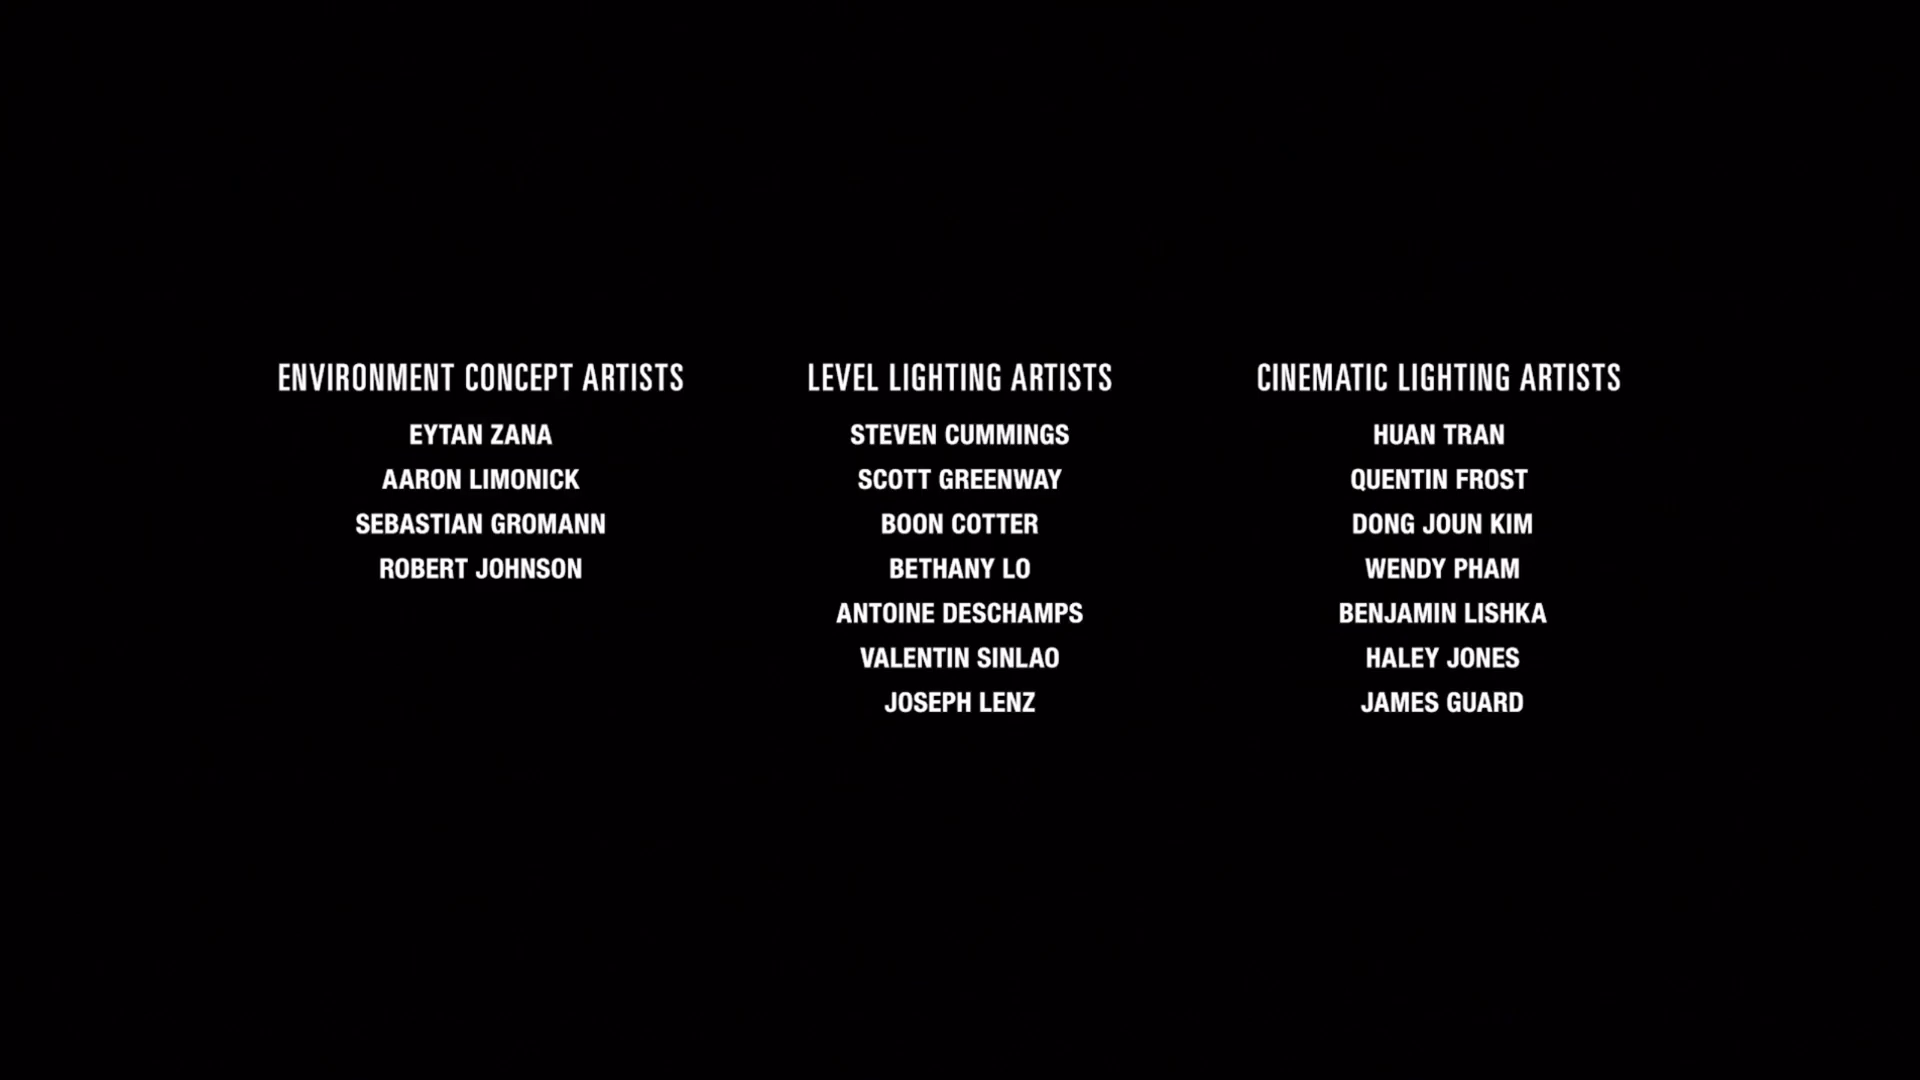 ENVIRONMENT CONCEPT ARTISTS
EYTAN ZANA
AARON LIMONICK
SEBASTIAN GROMANN
ROBERT JOHNSON
LEVEL LIGHTING ARTISTS
STEVEN CUMMINGS
SCOTT GREENWAY
BOON COTTER
BETHANY LO
ANTOINE DESCHAMPS
VALENTIN SINLAO
JOSEPH LENZ
CINEMATIC LIGHTING ARTISTS
HUAN TRAN
QUENTIN FROST
DONG JOUN KIM
WENDY PHAM
BENJAMIN LISHKA
HALEY JONES
JAMES GUARD